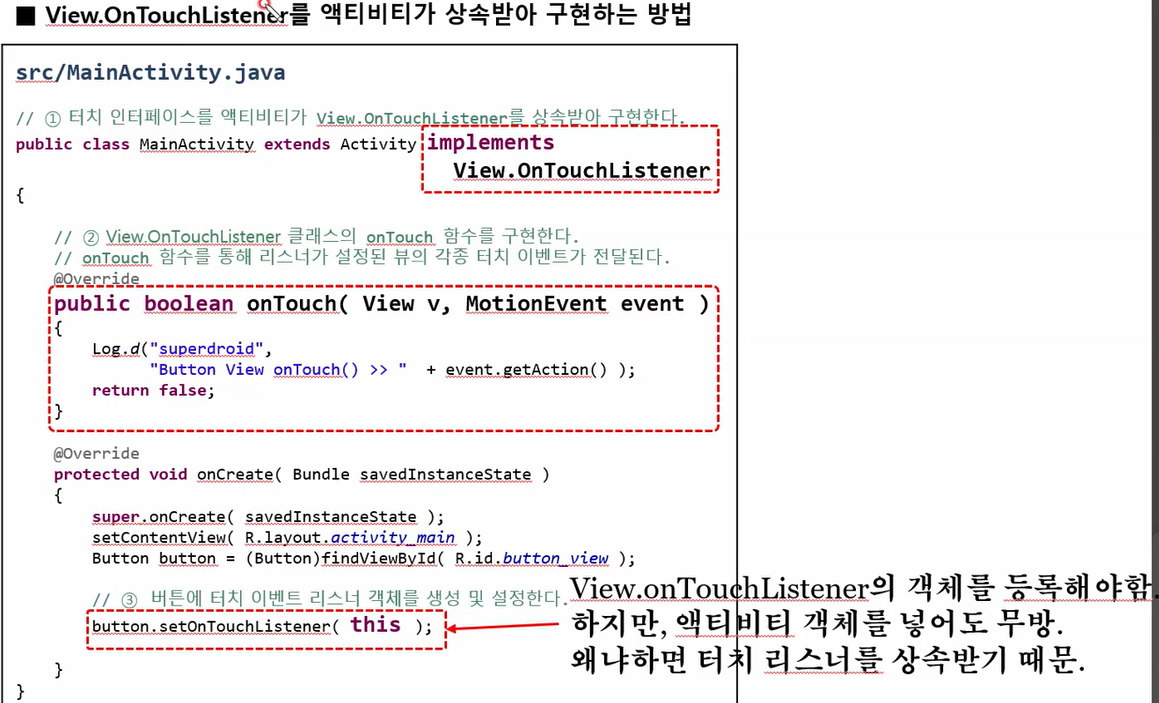 ■ View.OnTouchListener를 액티비티가 상속받아 구현하는 방법
src/MainActivity.java
// ① 터치 인터페이스를 액티비티가 View.OnTouchListener를 상속받아 구현한다.
public class MainActivity extends Activity implements
View.OnTouchListener
{
// ② View.OnTouchListener 클래스의 onTouch 함수를 구현한다.
// onTouch 함수를 통해 리스너가 설정된 뷰의 각종 터치 이벤트가 전달된다.
@Override
public boolean onTouch( View v, MotionEvent event )
{
Log.d("superdroid",
"Button View onTouch() >> " + event.getAction() );
return false;
}
@Override
protected void onCreate( Bundle savedInstanceState )
{
super.onCreate( savedInstanceState );
setContentView( R.layout.activity_main );
Button button = (Button)findViewById( R.id.button_view );
// ③ 버튼에 터치 이벤트 리스너 객체를 생성 및 설정한다.
button.setOnTouchListener( this );
View.onTouchListener의 객체를 등록해야함.
하지만, 액티비티 객체를 넣어도 무방.
왜냐하면 터치 리스너를 상속받기 때문.
}
}